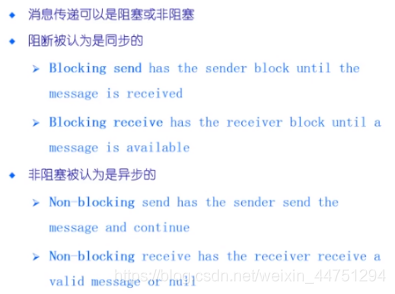 消息传递可以是阻塞或非阻塞
阻断被认为是同步的
Blocking send has the sender block until the
message is received
Blocking receive has the receiver block until a
message is available
非阻塞被认为是异步的
Non-blocking send has the sender send the
message and continue
Non-blocking receive has the receiver receive a
valid message or null
https://blog.csdn.net/weixin_44751294